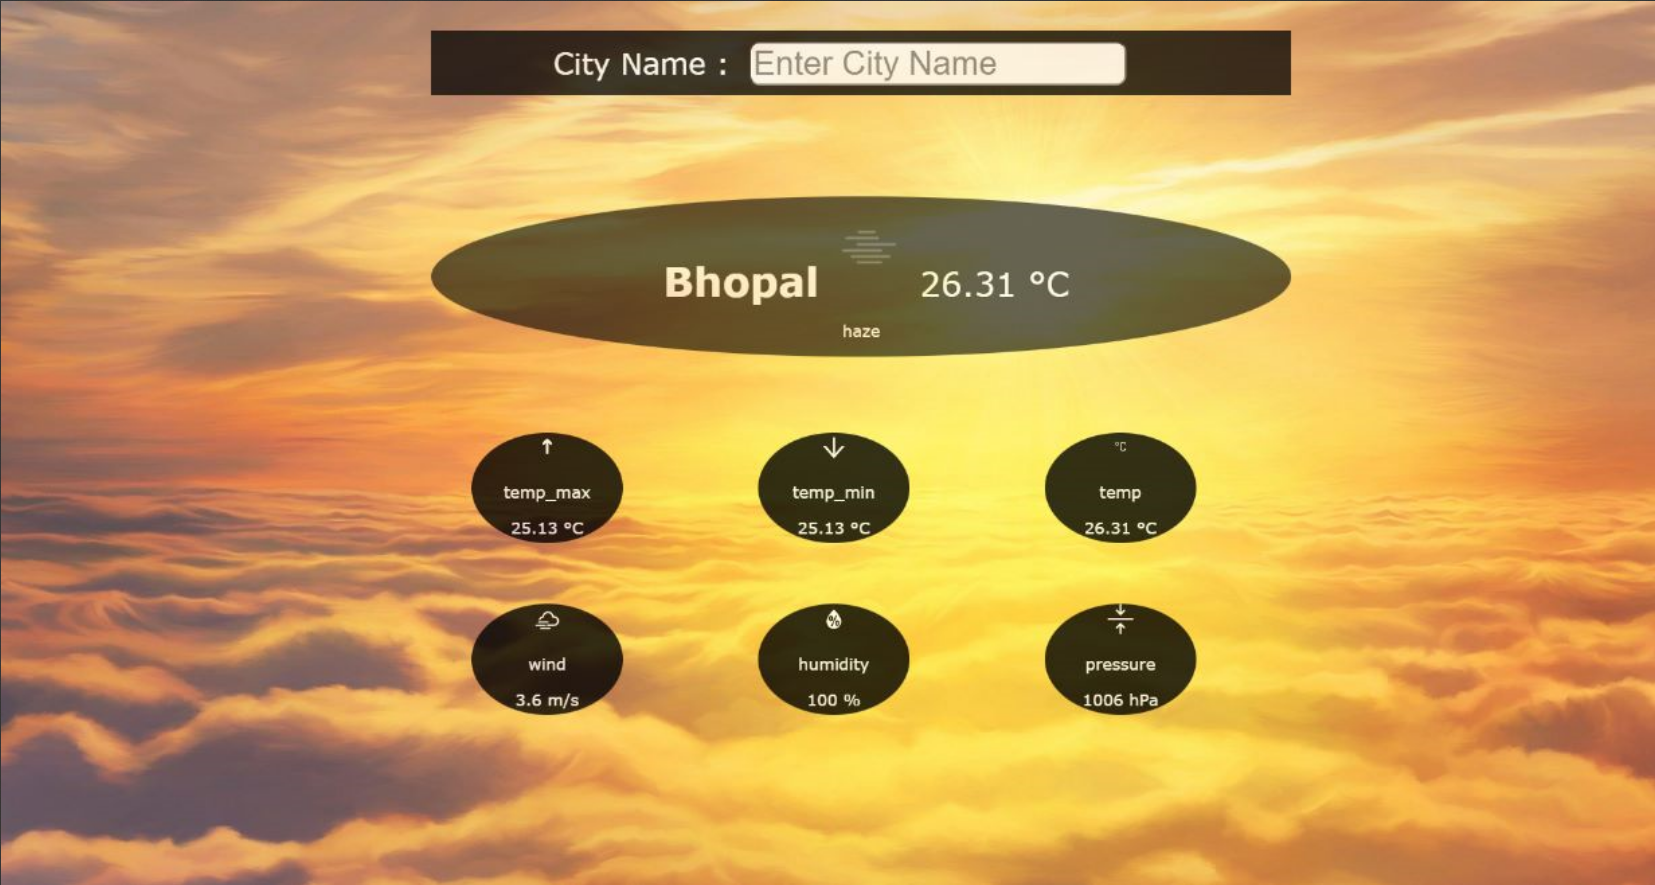 City Name : Enter City Name
Bhopal 26.31 °C
haze
°C
temp_max temp_min temp
25.13 °C 25.13 °C 26.31 °C
%
wind humidity pressure
3.6 m/s 100 % 1006 hPa